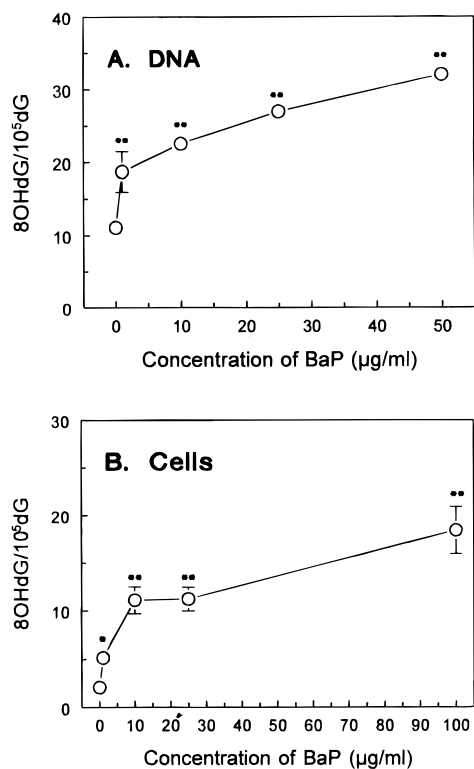 40
30
20
10
0
A. DNA
** ** ** **
8OHdG/10⁵dG
0 10 20 30 40 50
Concentration of BaP (µg/ml)
30
20
10
0
B. Cells
* ** ** **
8OHdG/10⁵dG
0 10 20 30 40 50 60 70 80 90 100
Concentration of BaP (µg/ml)